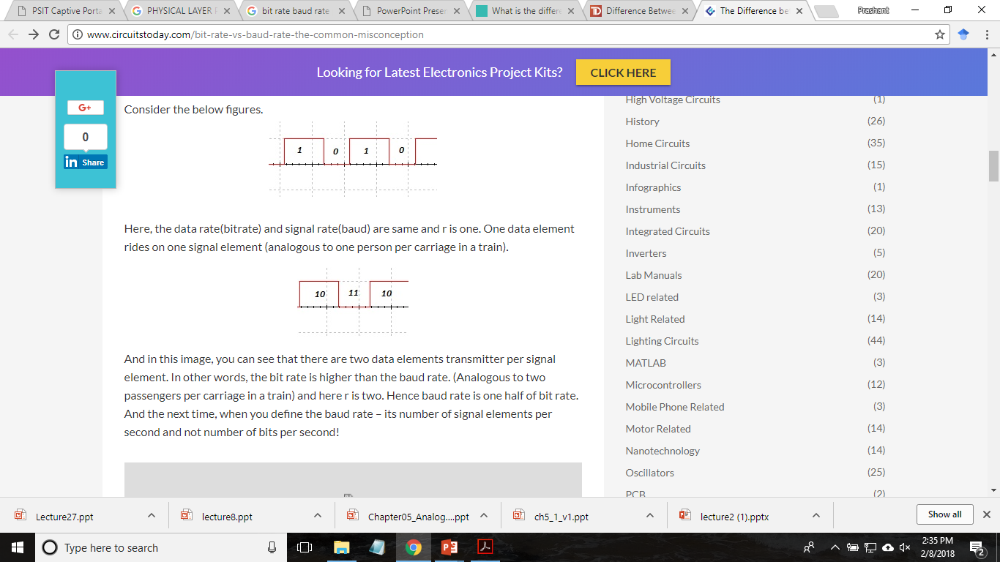 PSIT Captive Porta
PHYSICAL LAYER P
bit rate baud rate
PowerPoint Presen
What is the differe
Difference Betwee
The Difference be
Prashant
www.circuitstoday.com/bit-rate-vs-baud-rate-the-common-misconception
Looking for Latest Electronics Project Kits?
CLICK HERE
G+
0
in Share
Consider the below figures.
1 0 1 0
Here, the data rate(bitrate) and signal rate(baud) are same and r is one. One data element
rides on one signal element (analogous to one person per carriage in a train).
10 11 10
And in this image, you can see that there are two data elements transmitter per signal
element. In other words, the bit rate is higher than the baud rate. (Analogous to two
passengers per carriage in a train) and here r is two. Hence baud rate is one half of bit rate.
And the next time, when you define the baud rate – its number of signal elements per
second and not number of bits per second!
High Voltage Circuits (1)
History (26)
Home Circuits (35)
Industrial Circuits (15)
Infographics (1)
Instruments (13)
Integrated Circuits (20)
Inverters (5)
Lab Manuals (20)
LED related (3)
Light Related (14)
Lighting Circuits (44)
MATLAB (3)
Microcontrollers (12)
Mobile Phone Related (3)
Motor Related (14)
Nanotechnology (14)
Oscillators (25)
PCB (2)
Lecture27.ppt
lecture8.ppt
Chapter05_Analog....ppt
ch5_1_v1.ppt
lecture2 (1).pptx
Show all
Type here to search
2:35 PM
2/8/2018
2